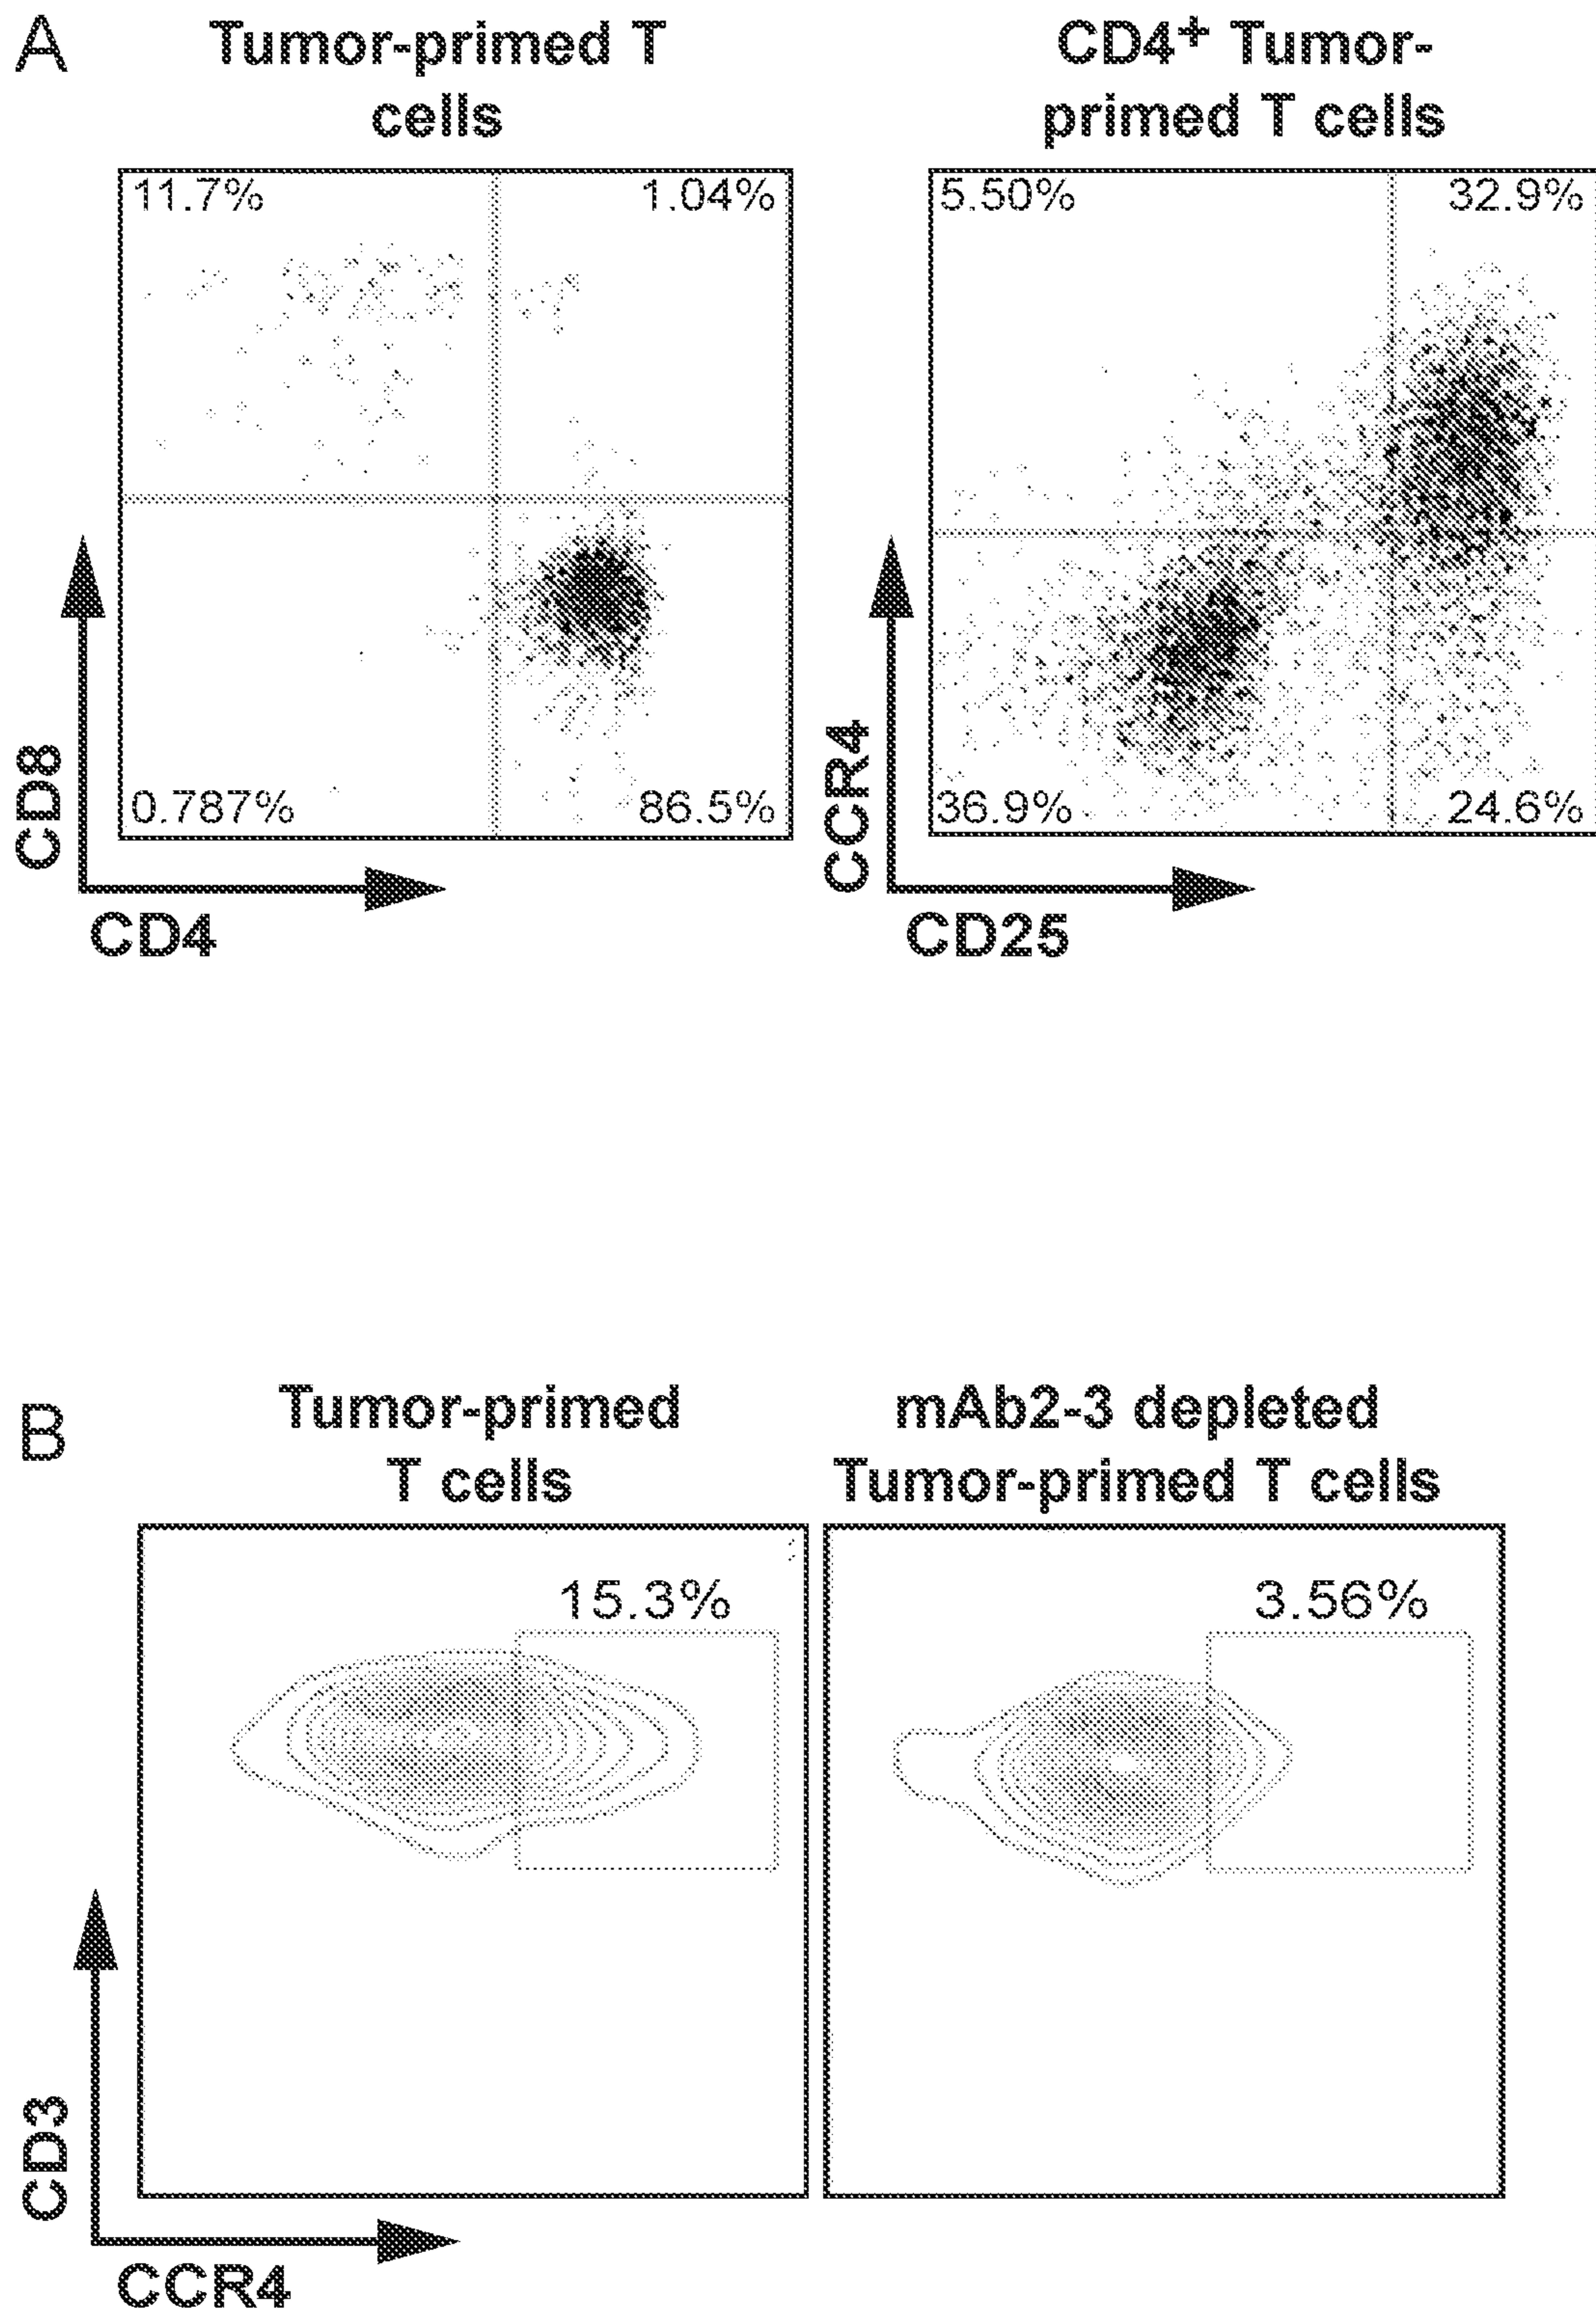 A
Tumor-primed T
cells
CD4+ Tumor-
primed T cells
11.7%
1.04%
5.50%
32.9%
0.787%
86.5%
36.9%
24.6%
CD8
CD4
CCR4
CD25
B
Tumor-primed
T cells
mAb2-3 depleted
Tumor-primed T cells
15.3%
3.56%
CD3
CCR4